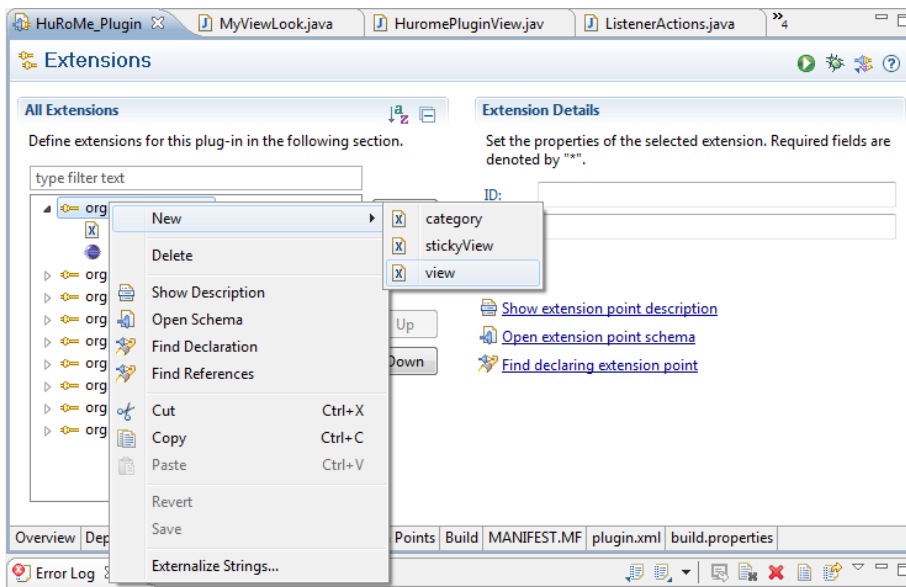 HuRoMe_Plugin
MyViewLook.java
HuromePluginView.jav
ListenerActions.java
»4
Extensions
All Extensions
Define extensions for this plug-in in the following section.
type filter text
org
org
org
org
org
org
org
org
org
New
Delete
Show Description
Open Schema
Find Declaration
Find References
Cut Ctrl+X
Copy Ctrl+C
Paste Ctrl+V
Revert
Save
Externalize Strings...
category
stickyView
view
Up
Down
Extension Details
Set the properties of the selected extension. Required fields are
denoted by "*".
ID:
Show extension point description
Open extension point schema
Find declaring extension point
Overview Dep Points Build MANIFEST.MF plugin.xml build.properties
Error Log